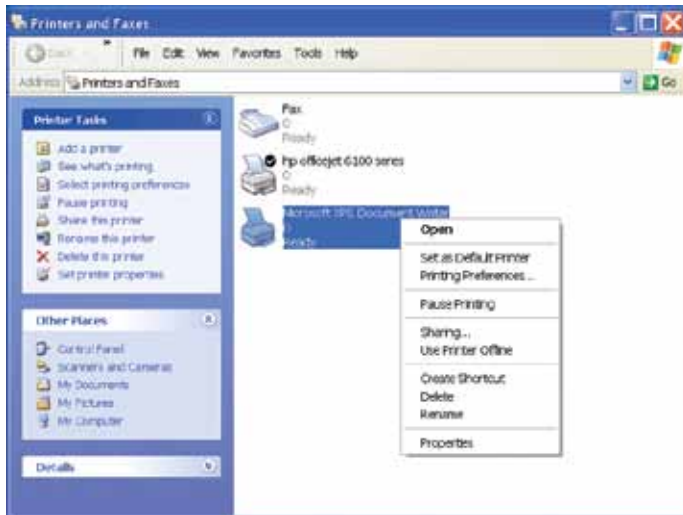 Printers and Faxes
Back
File Edit View Favorites Tools Help
Address Printers and Faxes
Go
Printer Tasks
Add a printer
See what's printing
Select printing preferences
Pause printing
Share this printer
Rename this printer
Delete this printer
Set printer properties
Other Places
Control Panel
Scanners and Cameras
My Documents
My Pictures
My Computer
Details
Fax
0
Ready
hp officejet 6100 series
0
Ready
Microsoft XPS Document Writer
0
Ready
Open
Set as Default Printer
Printing Preferences...
Pause Printing
Sharing...
Use Printer Offline
Create Shortcut
Delete
Rename
Properties